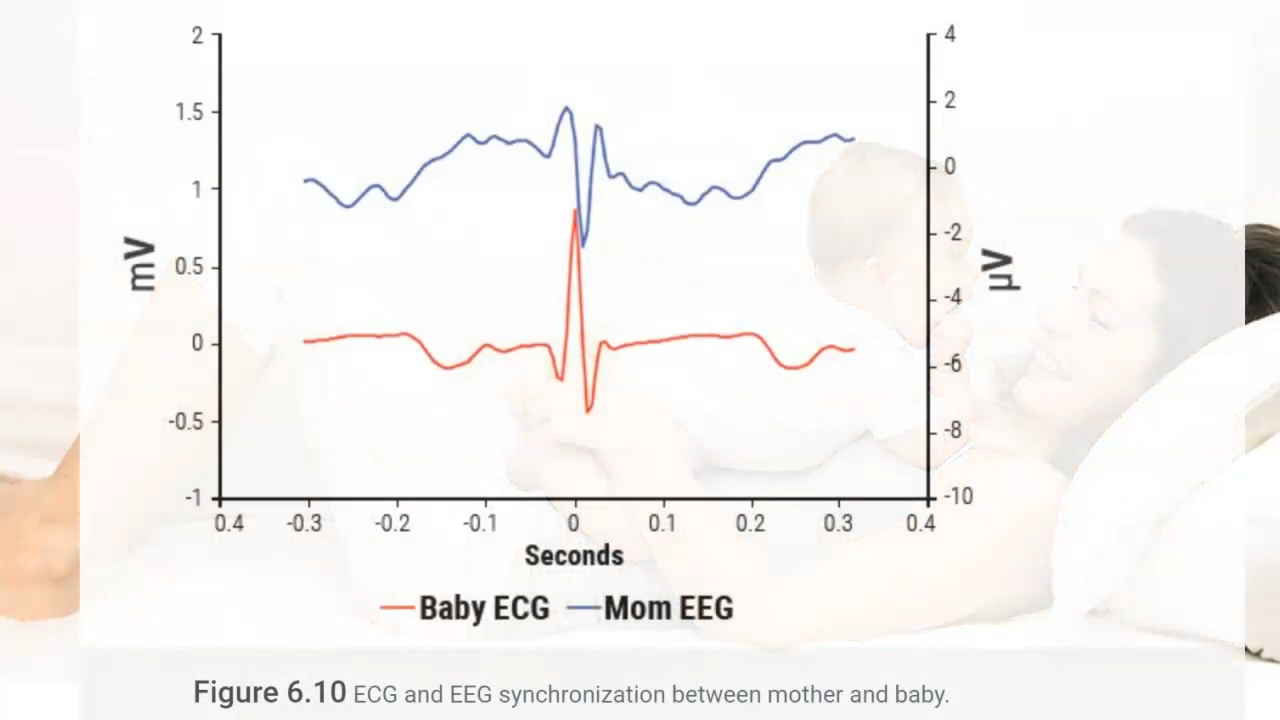 2
1.5
1
0.5
0
-0.5
-1
mV
4
2
0
-2
-4
-6
-8
-10
µV
0.4 -0.3 -0.2 -0.1 0 0.1 0.2 0.3 0.4
Seconds
Baby ECG Mom EEG
Figure 6.10 ECG and EEG synchronization between mother and baby.